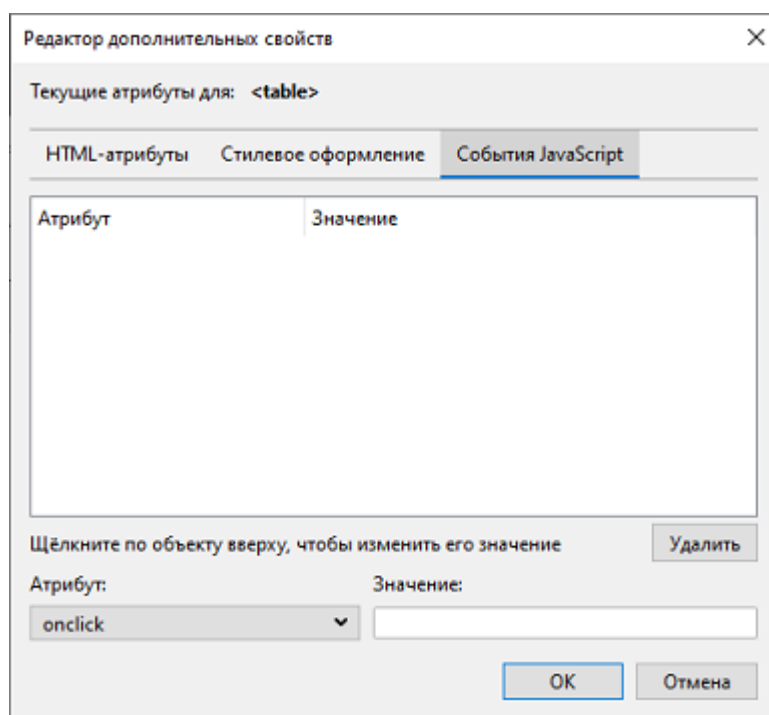 Редактор дополнительных свойств
Текущие атрибуты для: <table>
HTML-атрибуты Стилевое оформление События JavaScript
Атрибут Значение
Щёлкните по объекту вверху, чтобы изменить его значение Удалить
Атрибут: Значение:
onclick
OK Отмена